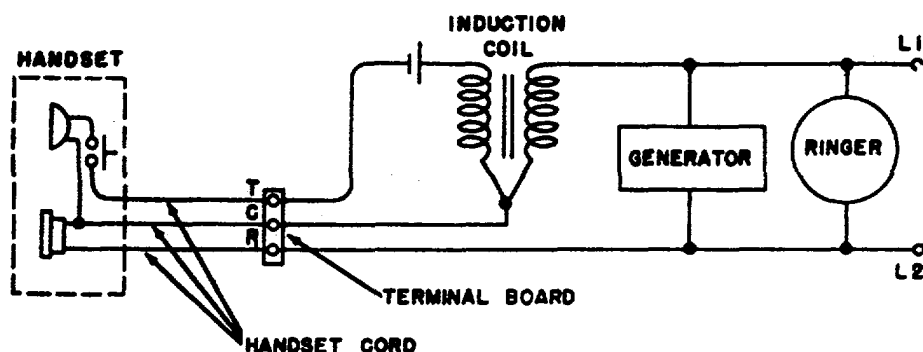 INDUCTION
COIL
L1
HANDSET
GENERATOR
RINGER
T
C
R
L2
TERMINAL BOARD
HANDSET CORD